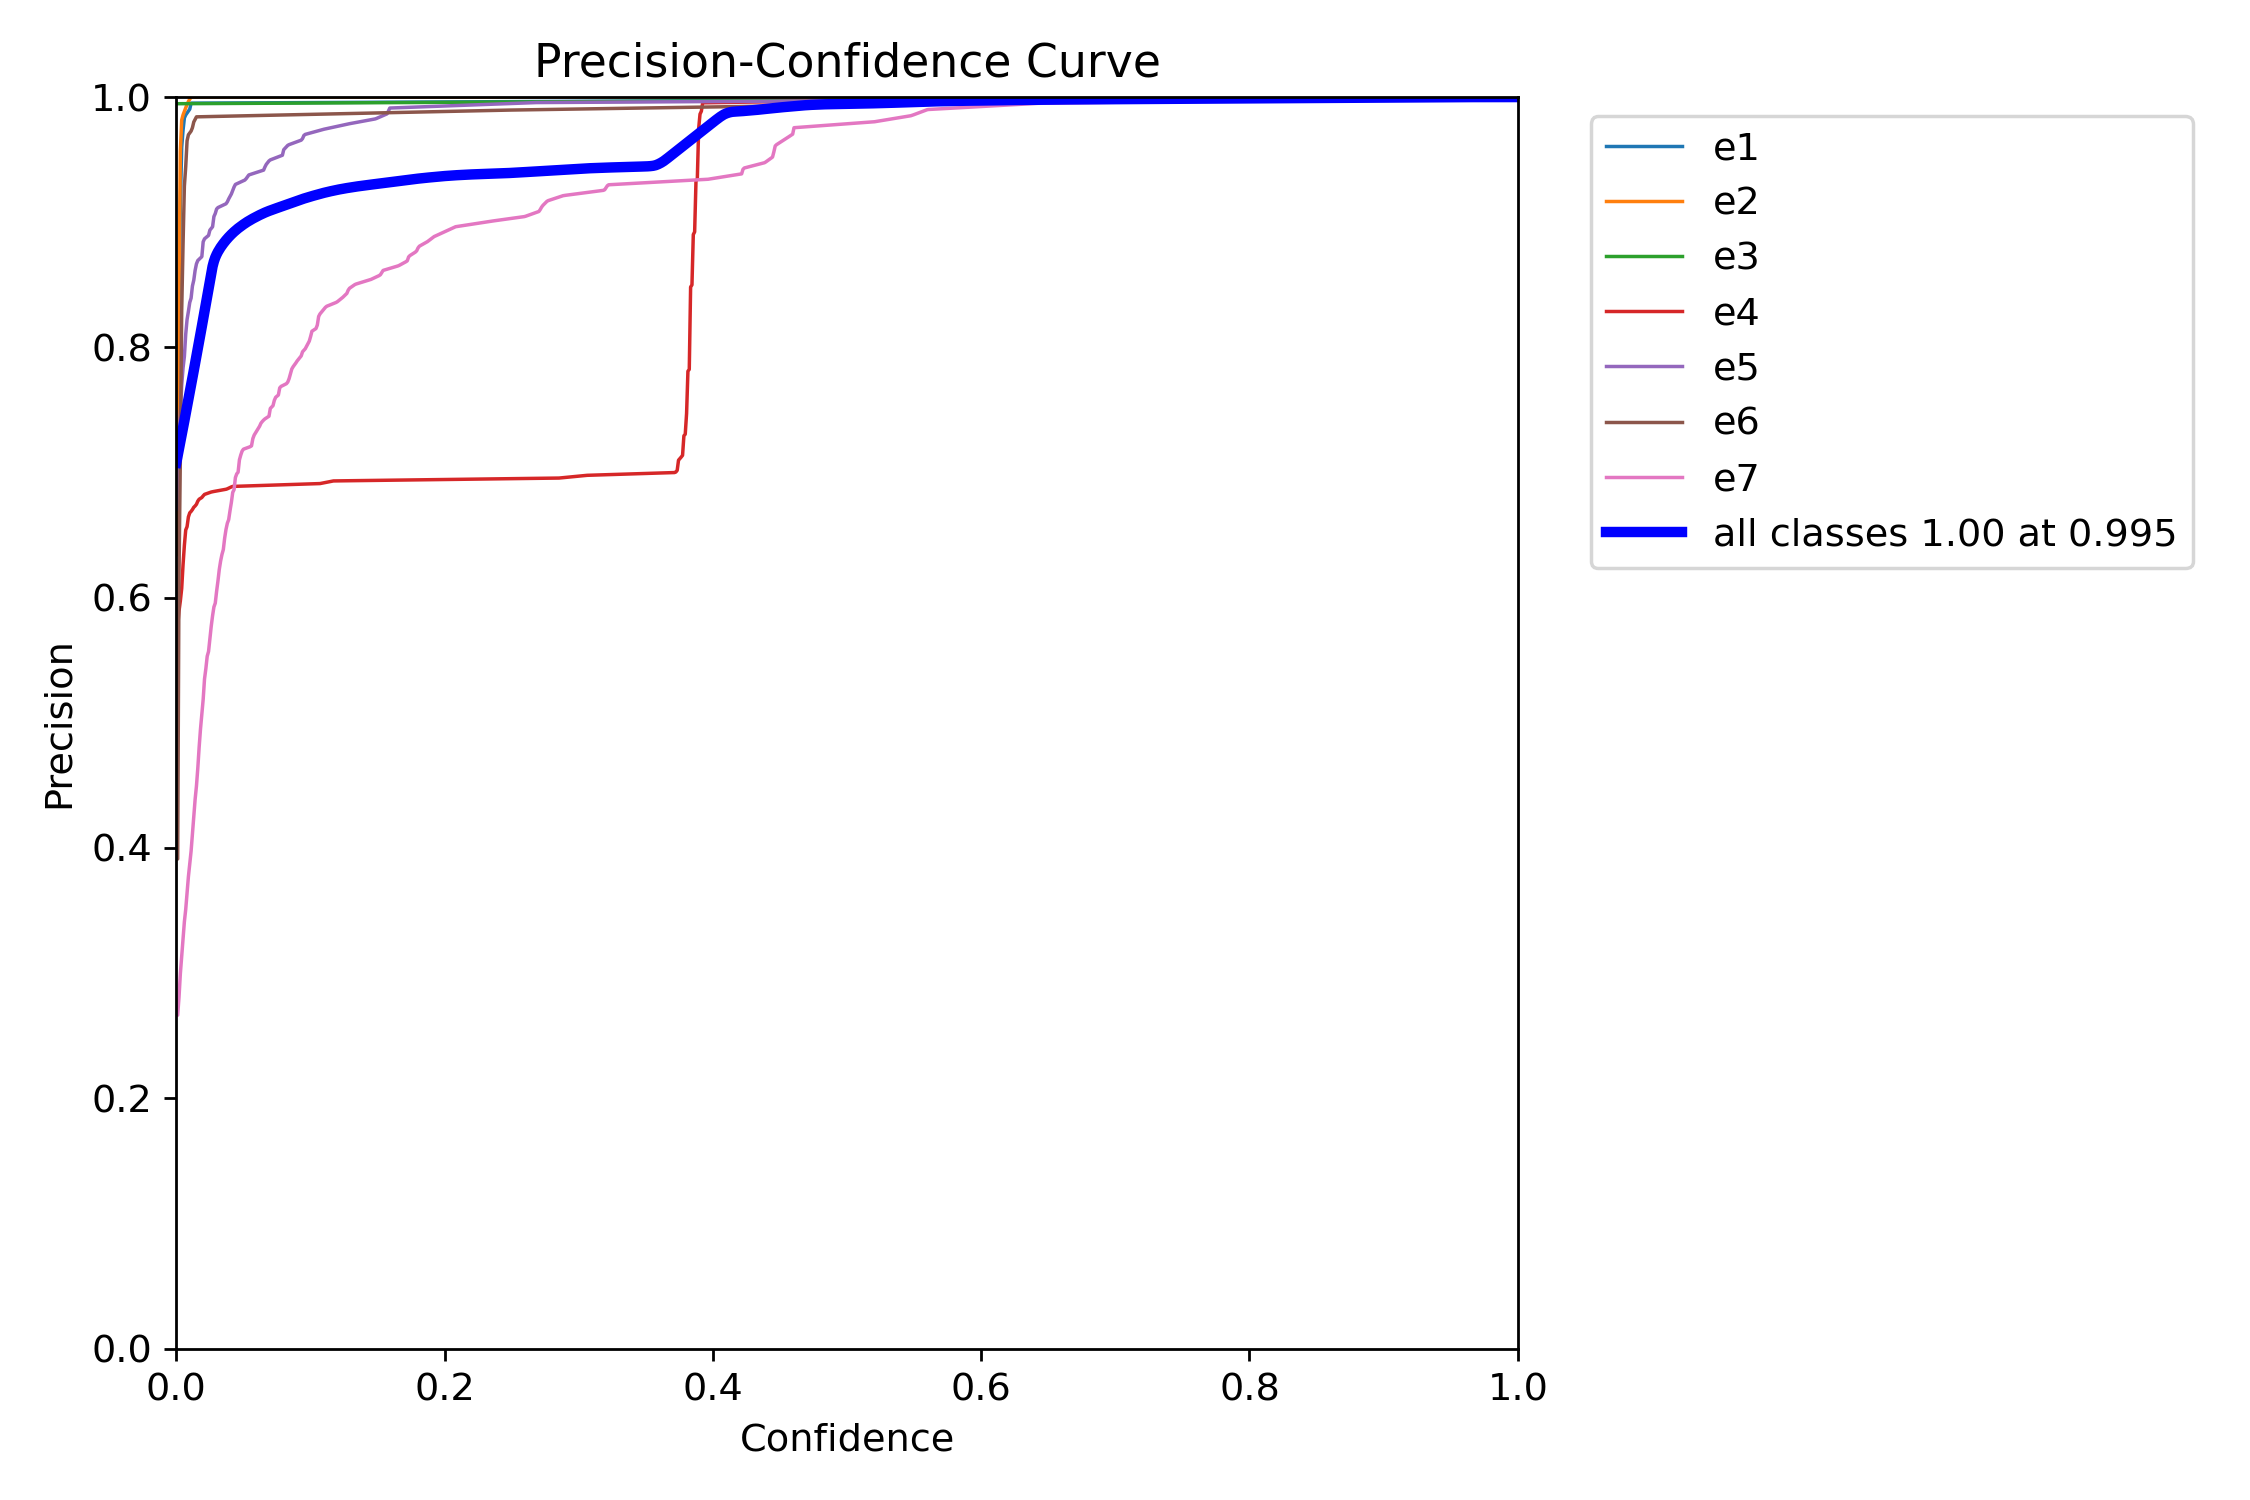 Precision-Confidence Curve
1.0
0.8
0.6
0.4
0.2
0.0
Precision
0.0 0.2 0.4 0.6 0.8 1.0
Confidence
e1
e2
e3
e4
e5
e6
e7
all classes 1.00 at 0.995